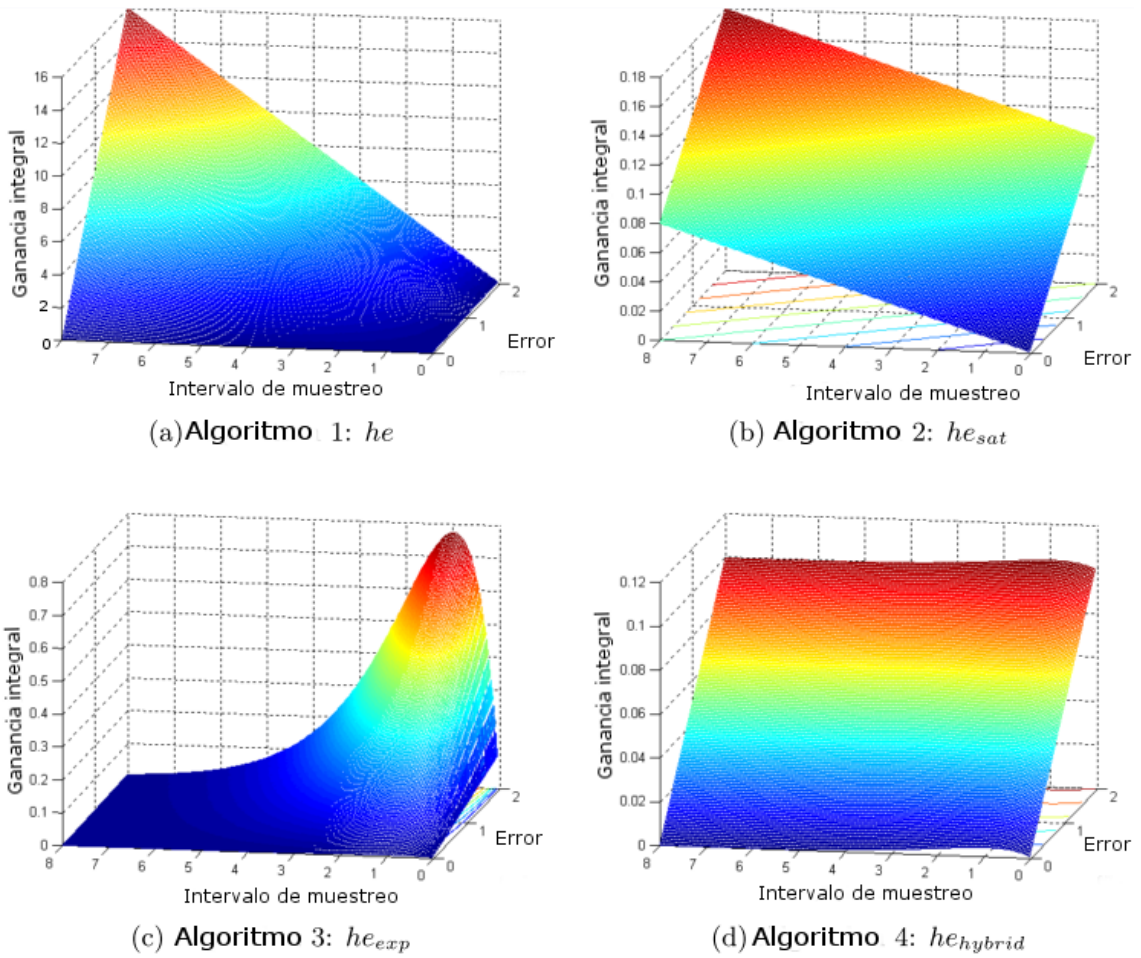 16
14
12
10
8
6
4
2
0
Ganancia integral
7 6 5 4 3 2 1 0
Intervalo de muestreo
0 1 2
Error
(a)Algoritmo 1: he
0.18
0.16
0.14
0.12
0.1
0.08
0.06
0.04
0.02
0
Ganancia integral
8 7 6 5 4 3 2 1 0
Intervalo de muestreo
0 1 2
Error
(b) Algoritmo 2: he_sat
0.8
0.7
0.6
0.5
0.4
0.3
0.2
0.1
0
Ganancia integral
8 7 6 5 4 3 2 1 0
Intervalo de muestreo
0 1 2
Error
(c) Algoritmo 3: he_exp
0.12
0.1
0.08
0.06
0.04
0.02
0
Ganancia integral
8 7 6 5 4 3 2 1 0
Intervalo de muestreo
0 1 2
Error
(d) Algoritmo 4: he_hybrid